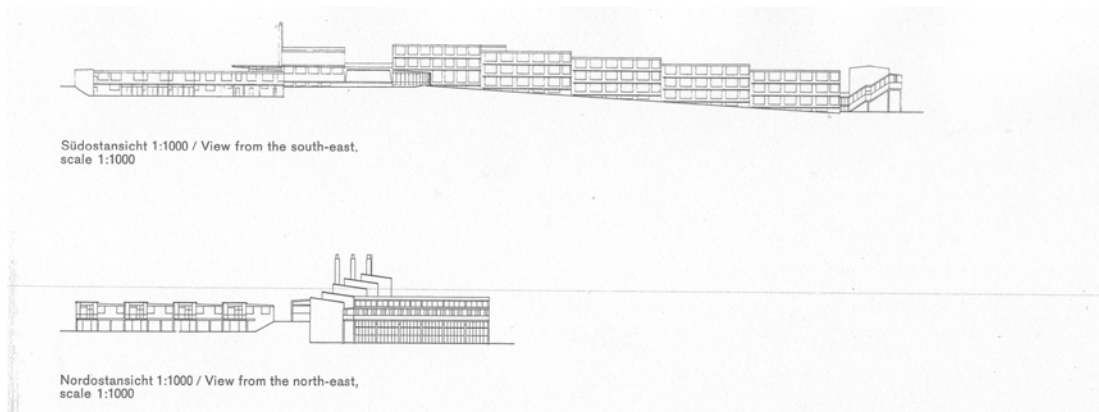 Südostansicht 1:1000 / View from the south-east,
scale 1:1000
Nordostansicht 1:1000 / View from the north-east,
scale 1:1000